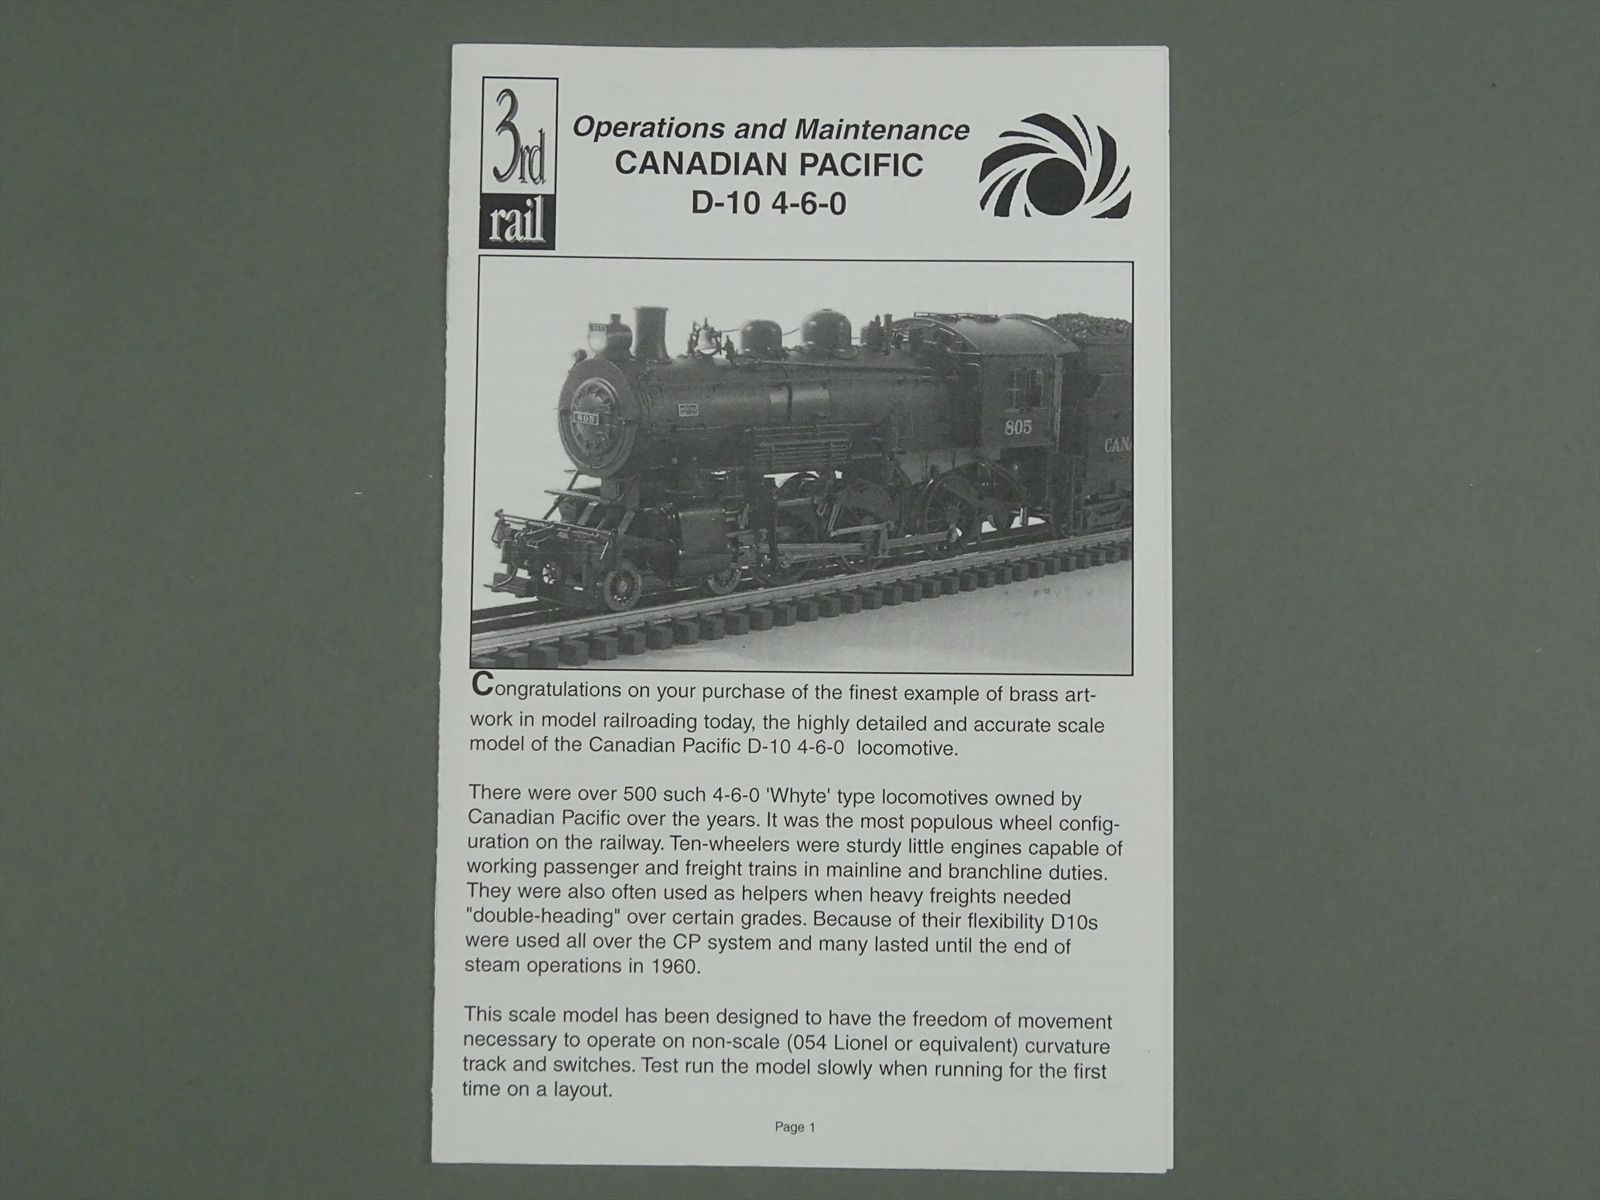 3rd
rail
Operations and Maintenance
CANADIAN PACIFIC
D-10 4-6-0
805
805
CAN
Congratulations on your purchase of the finest example of brass art-
work in model railroading today, the highly detailed and accurate scale
model of the Canadian Pacific D-10 4-6-0 locomotive.
There were over 500 such 4-6-0 'Whyte' type locomotives owned by
Canadian Pacific over the years. It was the most populous wheel config-
uration on the railway. Ten-wheelers were sturdy little engines capable of
working passenger and freight trains in mainline and branchline duties.
They were also often used as helpers when heavy freights needed
"double-heading" over certain grades. Because of their flexibility D10s
were used all over the CP system and many lasted until the end of
steam operations in 1960.
This scale model has been designed to have the freedom of movement
necessary to operate on non-scale (054 Lionel or equivalent) curvature
track and switches. Test run the model slowly when running for the first
time on a layout.
Page 1